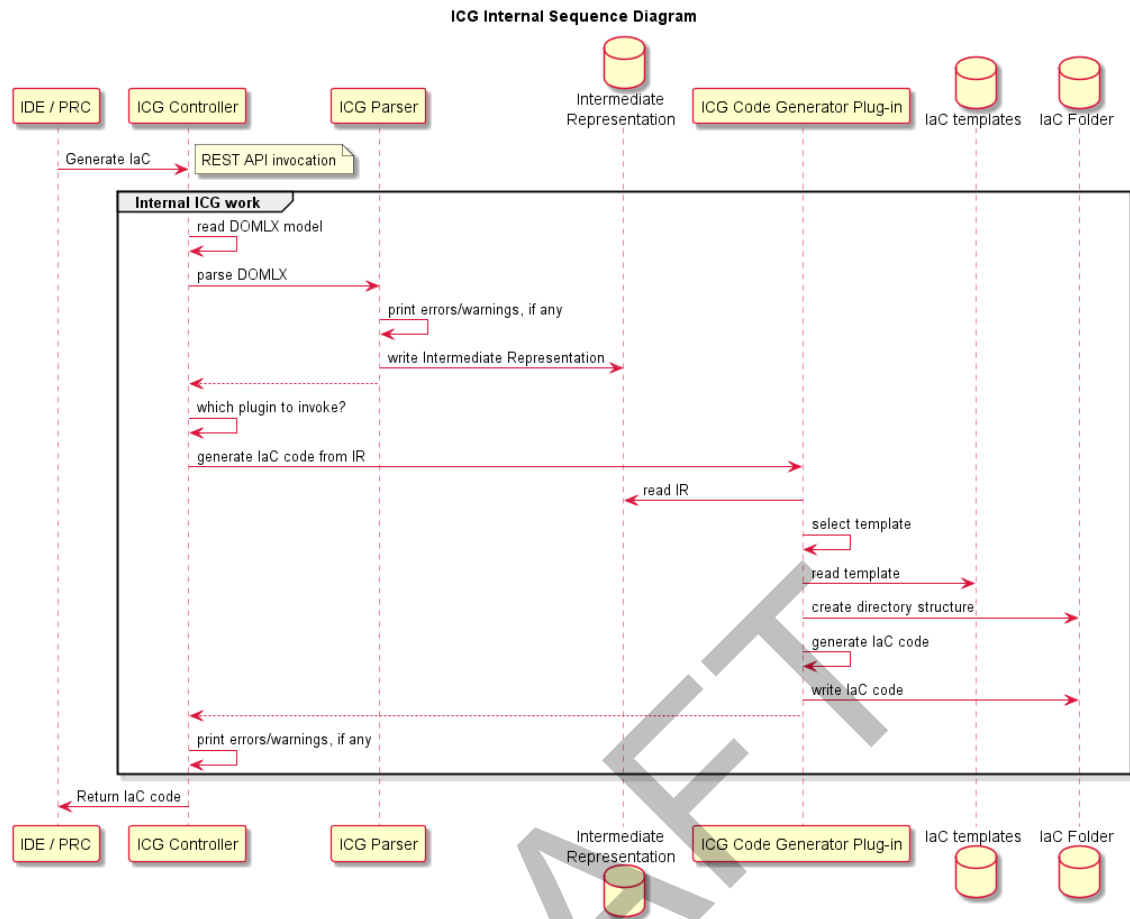 ICG Internal Sequence Diagram
IDE / PRC
ICG Controller
ICG Parser
Intermediate
Representation
ICG Code Generator Plug-in
IaC templates
IaC Folder
Generate IaC
REST API invocation
Internal ICG work
read DOMLX model
parse DOMLX
print errors/warnings, if any
write Intermediate Representation
which plugin to invoke?
generate IaC code from IR
read IR
select template
read template
create directory structure
generate IaC code
write IaC code
print errors/warnings, if any
Return IaC code
IDE / PRC
ICG Controller
ICG Parser
Intermediate
Representation
ICG Code Generator Plug-in
IaC templates
IaC Folder
AFT